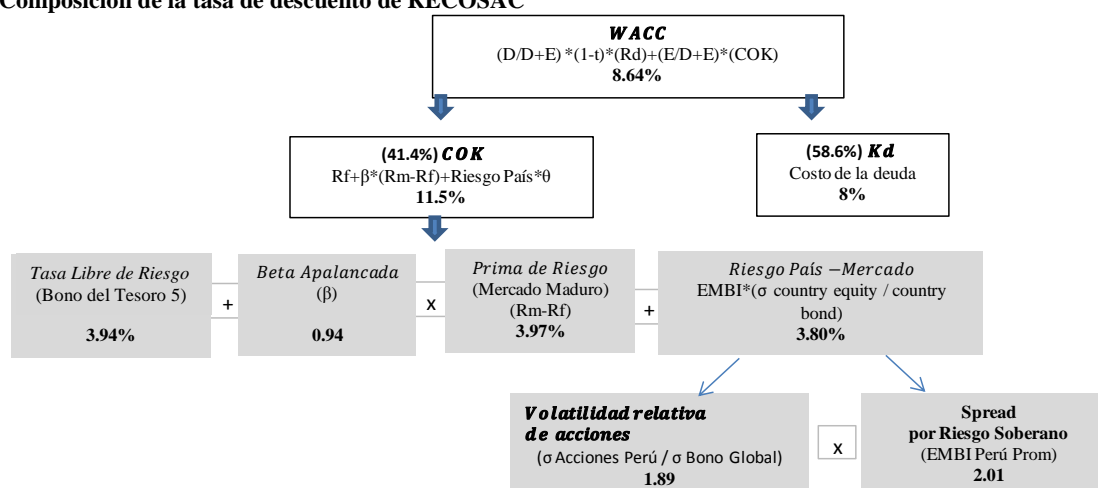 Composición de la tasa de descuento de RECOSAC
WACC
(D/D+E) *(1-t)*(Rd)+(E/D+E)*(COK)
8.64%
(41.4%) COK
Rf+β*(Rm-Rf)+Riesgo País*θ
11.5%
(58.6%) Kd
Costo de la deuda
8%
Tasa Libre de Riesgo
(Bono del Tesoro 5)
3.94%
+
Beta Apalancada
(β)
0.94
x
Prima de Riesgo
(Mercado Maduro)
(Rm-Rf)
3.97%
+
Riesgo País –Mercado
EMBI*(σ country equity / country
bond)
3.80%
Volatilidad relativa
de acciones
(σ Acciones Perú / σ Bono Global)
1.89
x
Spread
por Riesgo Soberano
(EMBI Perú Prom)
2.01